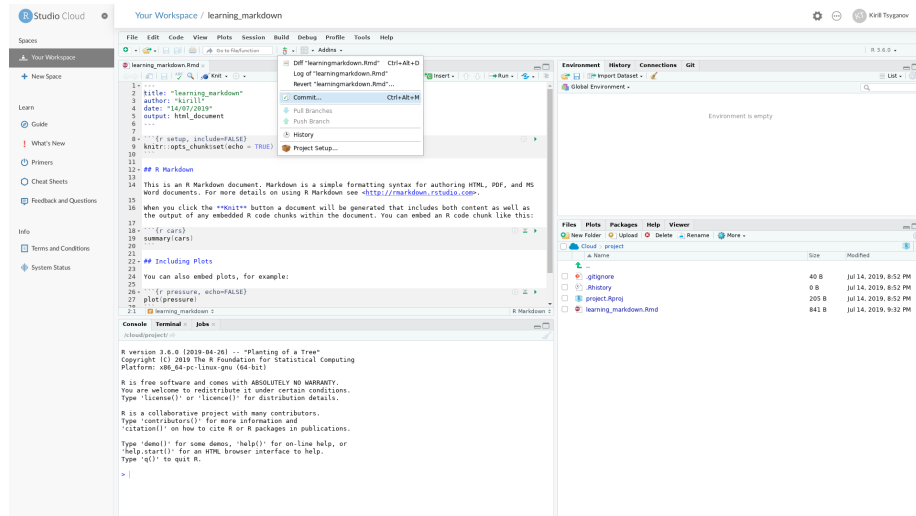 R Studio Cloud
Your Workspace / learning_markdown
Kirill Tsyganov
Spaces
Your Workspace
New Space
Learn
Guide
What's New
Primers
Cheat Sheets
Feedback and Questions
Info
Terms and Conditions
System Status
File Edit Code View Plots Session Build Debug Profile Tools Help
Go to File/function
Addins
R 3.6.0
learning_markdown.Rmd
Knit
Insert
Run
Diff "learningmarkdown.Rmd" Ctrl+Alt+D
Log of "learningmarkdown.Rmd"
Revert "learningmarkdown.Rmd"...
Commit... Ctrl+Alt+M
Pull Branches
Push Branch
History
Project Setup...
1 ---
2 title: "learning_markdown"
3 author: "kirill"
4 date: "14/07/2019"
5 output: html_document
6 ---
7
8 ```{r setup, include=FALSE}
9 knitr::opts_chunk$set(echo = TRUE)
10 ```
11
12 ## R Markdown
13
14 This is an R Markdown document. Markdown is a simple formatting syntax for authoring HTML, PDF, and MS
Word documents. For more details on using R Markdown see <http://rmarkdown.rstudio.com>.
15
16 When you click the **Knit** button a document will be generated that includes both content as well as
the output of any embedded R code chunks within the document. You can embed an R code chunk like this:
17
18 ```{r cars}
19 summary(cars)
20 ```
21
22 ## Including Plots
23
24 You can also embed plots, for example:
25
26 ```{r pressure, echo=FALSE}
27 plot(pressure)
28
2:1 learning_markdown R Markdown
Console Terminal Jobs
/cloud/project/
R version 3.6.0 (2019-04-26) -- "Planting of a Tree"
Copyright (C) 2019 The R Foundation for Statistical Computing
Platform: x86_64-pc-linux-gnu (64-bit)
R is free software and comes with ABSOLUTELY NO WARRANTY.
You are welcome to redistribute it under certain conditions.
Type 'license()' or 'licence()' for distribution details.
R is a collaborative project with many contributors.
Type 'contributors()' for more information and
'citation()' on how to cite R or R packages in publications.
Type 'demo()' for some demos, 'help()' for on-line help, or
'help.start()' for an HTML browser interface to help.
Type 'q()' to quit R.
>
Environment History Connections Git
Import Dataset
List
Global Environment
Environment is empty
Files Plots Packages Help Viewer
New Folder Upload Delete Rename More
Cloud project
Name Size Modified
..
.gitignore 40 B Jul 14, 2019, 8:52 PM
.Rhistory 0 B Jul 14, 2019, 8:52 PM
project.Rproj 205 B Jul 14, 2019, 8:52 PM
learning_markdown.Rmd 841 B Jul 14, 2019, 9:32 PM